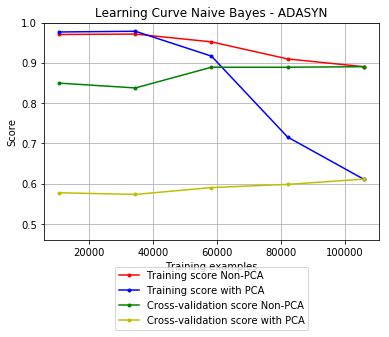 Learning Curve Naive Bayes - ADASYN
1.0
0.9
0.8
0.7
0.6
0.5
Score
20000 40000 60000 80000 100000
Training examples
Training score Non-PCA
Training score with PCA
Cross-validation score Non-PCA
Cross-validation score with PCA